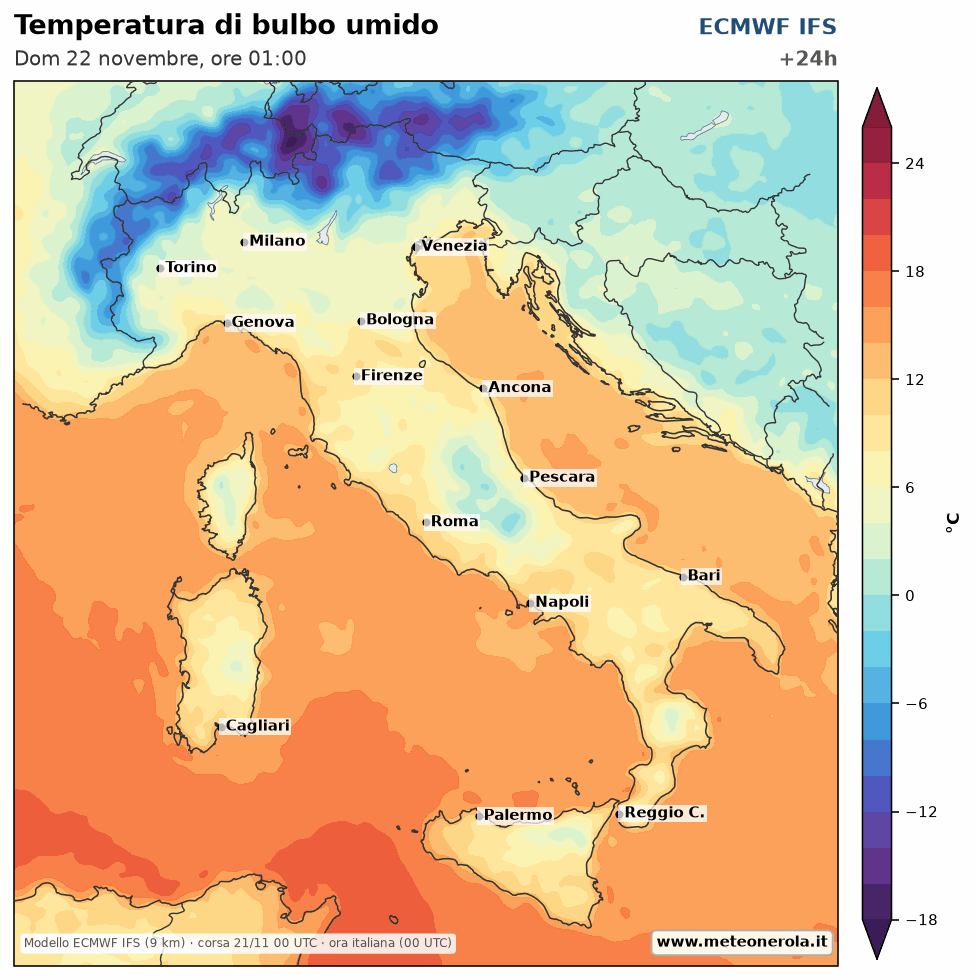 Temperatura di bulbo umido
ECMWF IFS
Dom 22 novembre, ore 01:00
+24h
Milano
Venezia
Torino
Genova
Bologna
Firenze
Ancona
Pescara
Roma
Bari
Napoli
Cagliari
Palermo
Reggio C.
24
18
12
6
0
−6
−12
−18
°C
Modello ECMWF IFS (9 km) · corsa 21/11 00 UTC · ora italiana (00 UTC)
www.meteonerola.it